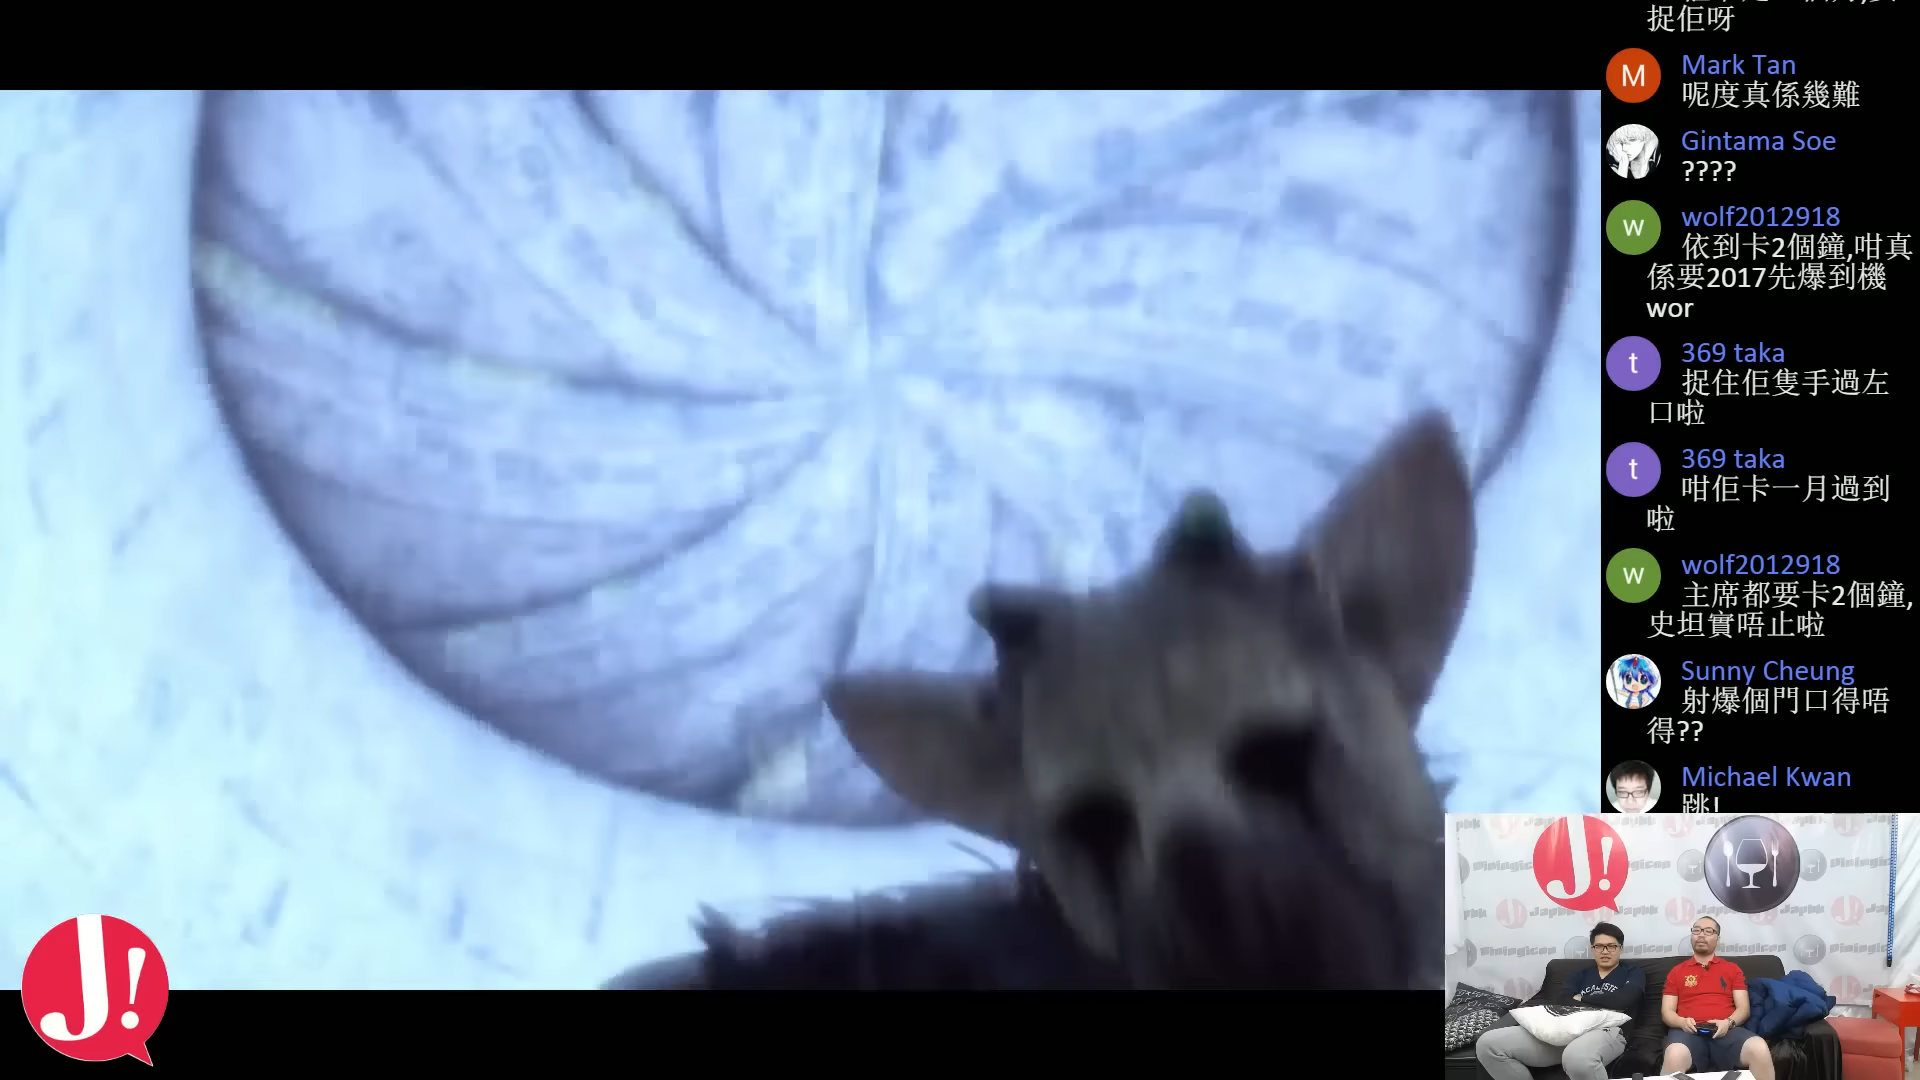 捉佢呀
M
Mark Tan
呢度真係幾難
Gintama Soe
????
w
wolf2012918
依到卡2個鐘,咁真
係要2017先爆到機
wor
t
369 taka
捉住佢隻手過左
口啦
t
369 taka
咁佢卡一月過到
啦
w
wolf2012918
主席都要卡2個鐘,
史坦實唔止啦
Sunny Cheung
射爆個門口得唔
得??
Michael Kwan
跳!
J!
J!